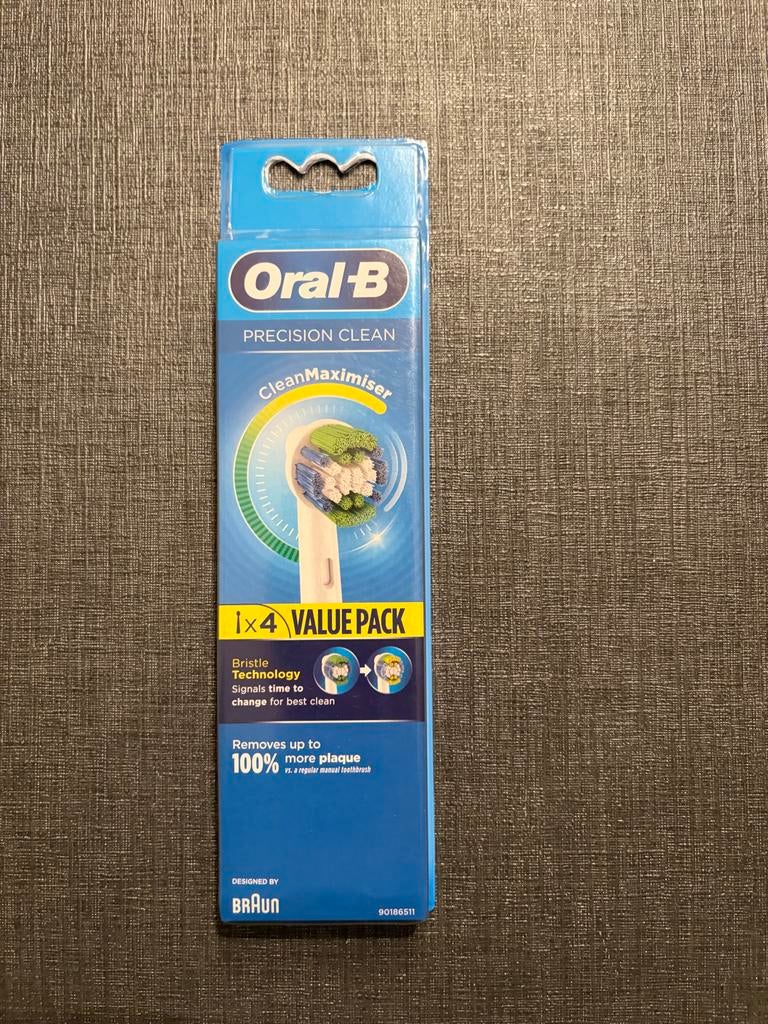 Oral-B
PRECISION CLEAN
CleanMaximiser
x4 VALUE PACK
Bristle
Technology
Signals time to
change for best clean
Removes up to
100% more plaque
vs. a regular manual toothbrush
DESIGNED BY
BRAUN
90186511